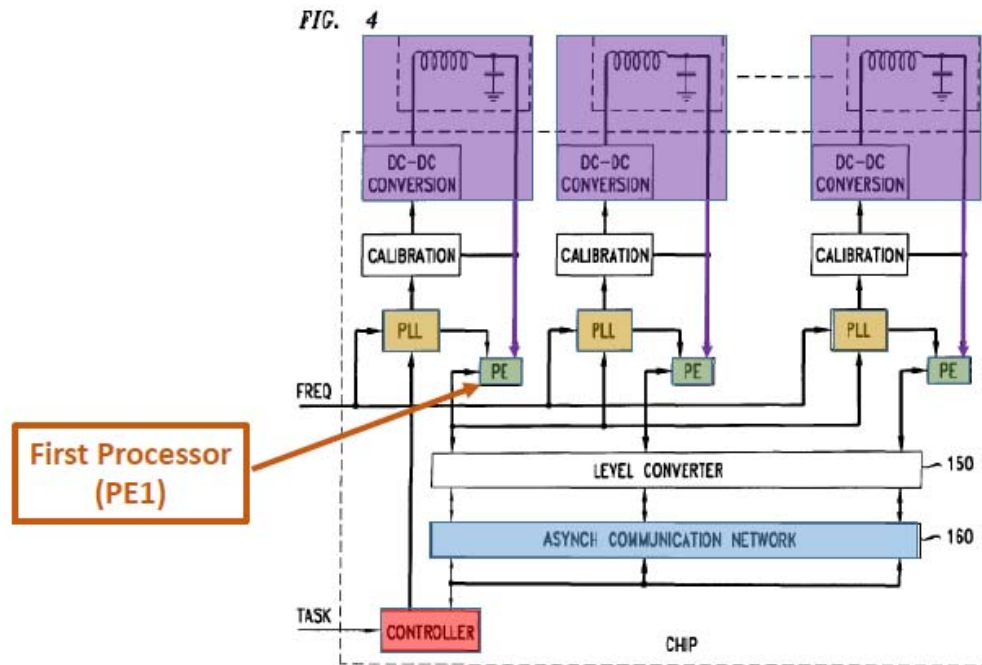 FIG. 4
DC-DC
CONVERSION
DC-DC
CONVERSION
DC-DC
CONVERSION
CALIBRATION
CALIBRATION
CALIBRATION
PLL
PLL
PLL
PE
PE
PE
FREQ
First Processor
(PE1)
LEVEL CONVERTER
150
ASYNCH COMMUNICATION NETWORK
160
TASK
CONTROLLER
CHIP